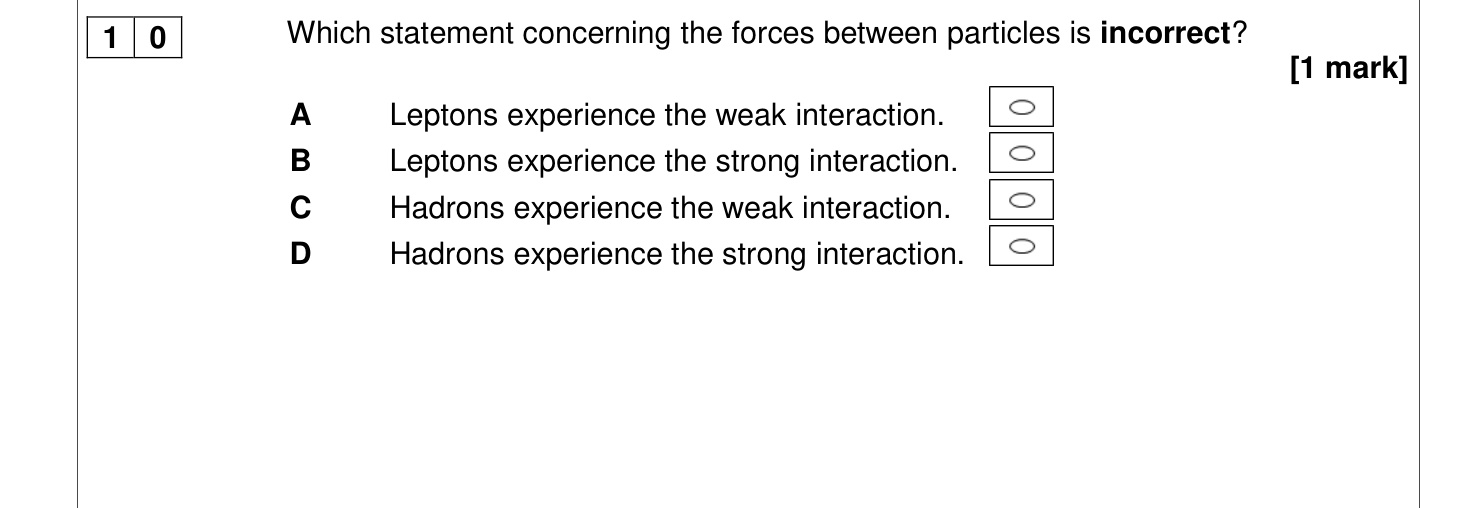 1 0 Which statement concerning the forces between particles is incorrect?
[1 mark]
A Leptons experience the weak interaction.
B Leptons experience the strong interaction.
C Hadrons experience the weak interaction.
D Hadrons experience the strong interaction.